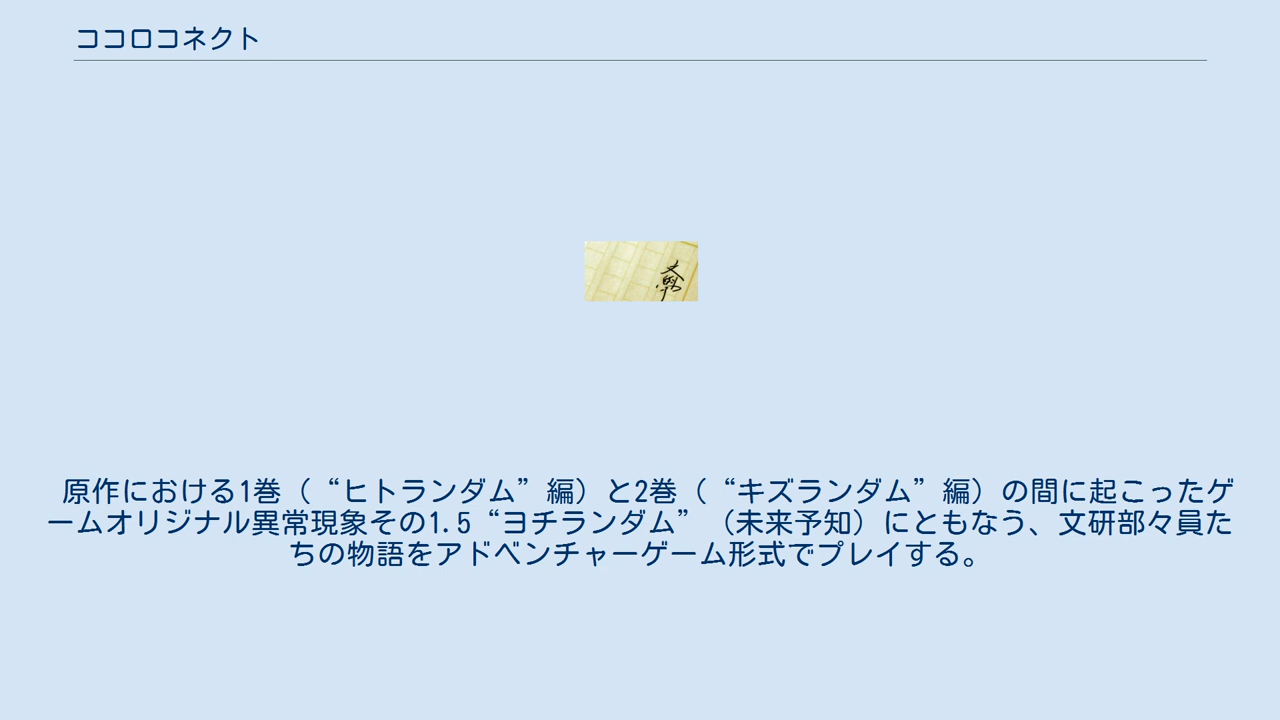 ココロコネクト
原作における1巻（“ヒトランダム”編）と2巻（“キズランダム”編）の間に起こったゲ
ームオリジナル異常現象その1.5“ヨチランダム”（未来予知）にともなう、文研部々員た
ちの物語をアドベンチャーゲーム形式でプレイする。